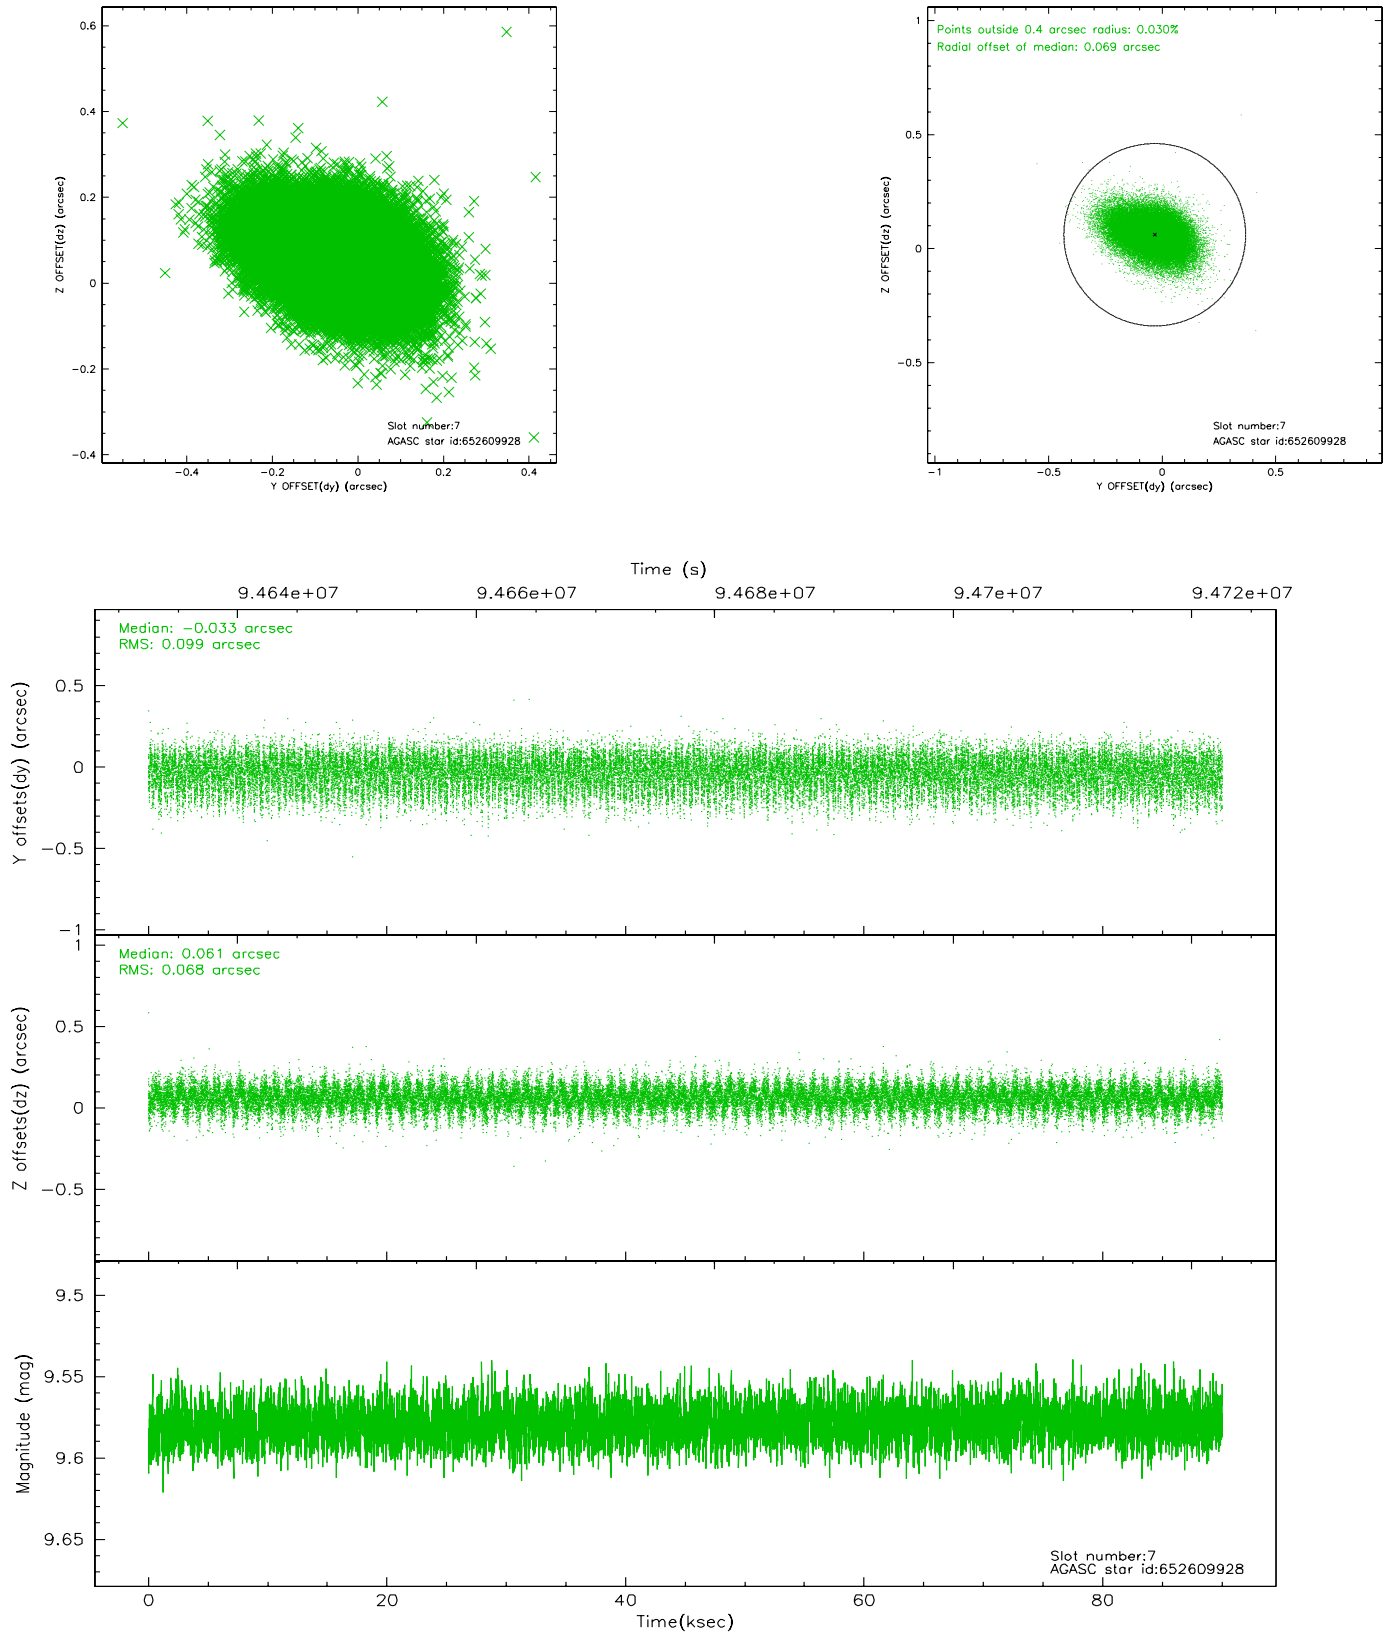 0.6
0.4
0.2
0
−0.2
−0.4
Z OFFSET(dz) (arcsec)
Slot number:7
AGASC star id:652609928
−0.4 −0.2 0 0.2 0.4
Y OFFSET(dy) (arcsec)
Points outside 0.4 arcsec radius: 0.030%
Radial offset of median: 0.069 arcsec
1
0.5
0
−0.5
Z OFFSET(dz) (arcsec)
Slot number:7
AGASC star id:652609928
−1 −0.5 0 0.5
Y OFFSET(dy) (arcsec)
Time (s)
9.464e+07 9.466e+07 9.468e+07 9.47e+07 9.472e+07
Median: −0.033 arcsec
RMS: 0.099 arcsec
0.5
0
−0.5
−1
Y offsets(dy) (arcsec)
Median: 0.061 arcsec
RMS: 0.068 arcsec
1
0.5
0
−0.5
Z offsets(dz) (arcsec)
9.5
9.55
9.6
9.65
Magnitude (mag)
Slot number:7
AGASC star id:652609928
0 20 40 60 80
Time(ksec)